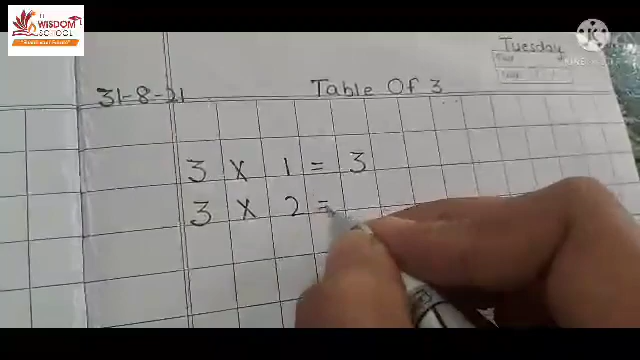 WISDOM
SCHOOL
Tuesday
31-8-21
Table Of 3
3 X 1 = 3
3 X 2 =